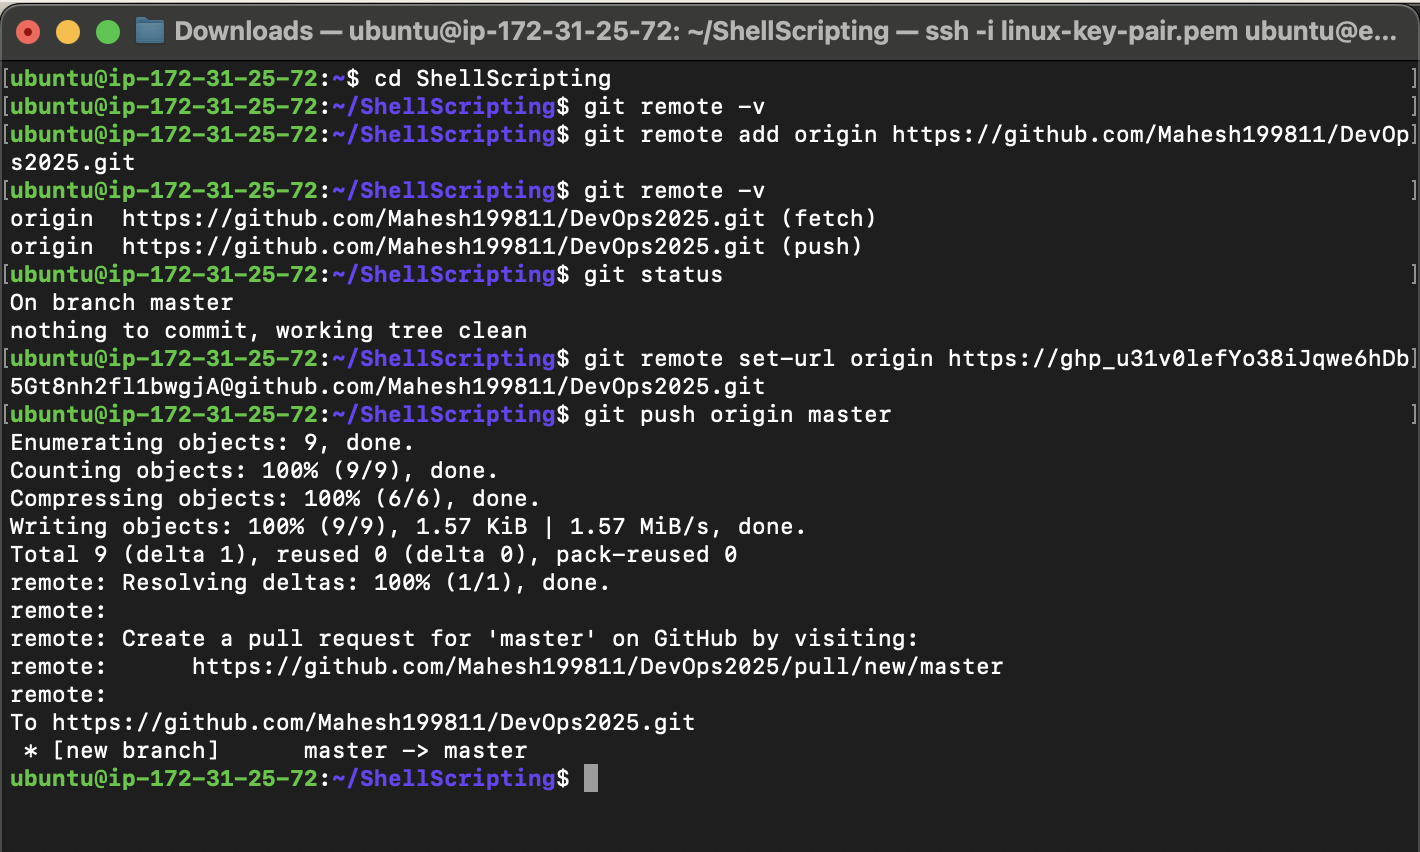 Downloads — ubuntu@ip-172-31-25-72: ~/ShellScripting — ssh -i linux-key-pair.pem ubuntu@e...
ubuntu@ip-172-31-25-72:~$ cd ShellScripting
ubuntu@ip-172-31-25-72:~/ShellScripting$ git remote -v
ubuntu@ip-172-31-25-72:~/ShellScripting$ git remote add origin https://github.com/Mahesh199811/DevOp
s2025.git
ubuntu@ip-172-31-25-72:~/ShellScripting$ git remote -v
origin  https://github.com/Mahesh199811/DevOps2025.git (fetch)
origin  https://github.com/Mahesh199811/DevOps2025.git (push)
ubuntu@ip-172-31-25-72:~/ShellScripting$ git status
On branch master
nothing to commit, working tree clean
ubuntu@ip-172-31-25-72:~/ShellScripting$ git remote set-url origin https://ghp_u31v0lefYo38iJqwe6hDb
5Gt8nh2fl1bwgjA@github.com/Mahesh199811/DevOps2025.git
ubuntu@ip-172-31-25-72:~/ShellScripting$ git push origin master
Enumerating objects: 9, done.
Counting objects: 100% (9/9), done.
Compressing objects: 100% (6/6), done.
Writing objects: 100% (9/9), 1.57 KiB | 1.57 MiB/s, done.
Total 9 (delta 1), reused 0 (delta 0), pack-reused 0
remote: Resolving deltas: 100% (1/1), done.
remote:
remote: Create a pull request for 'master' on GitHub by visiting:
remote:      https://github.com/Mahesh199811/DevOps2025/pull/new/master
remote:
To https://github.com/Mahesh199811/DevOps2025.git
 * [new branch]      master -> master
ubuntu@ip-172-31-25-72:~/ShellScripting$